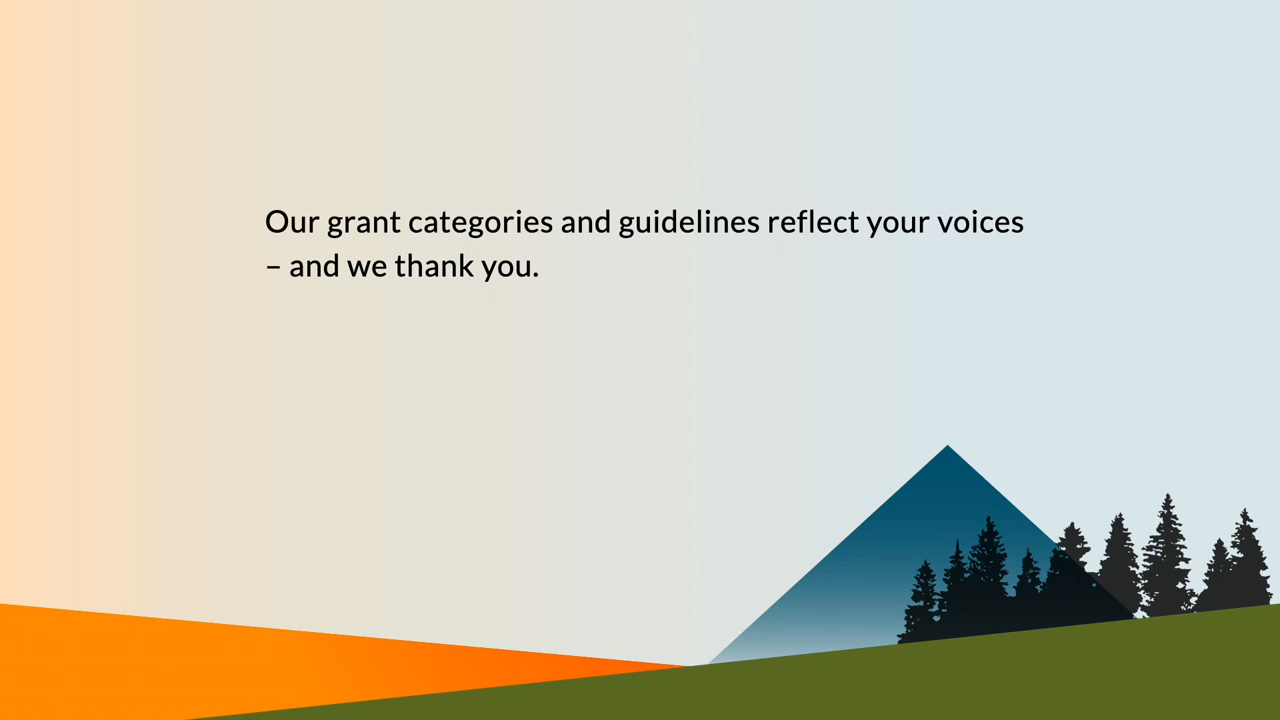 Our grant categories and guidelines reflect your voices
– and we thank you.